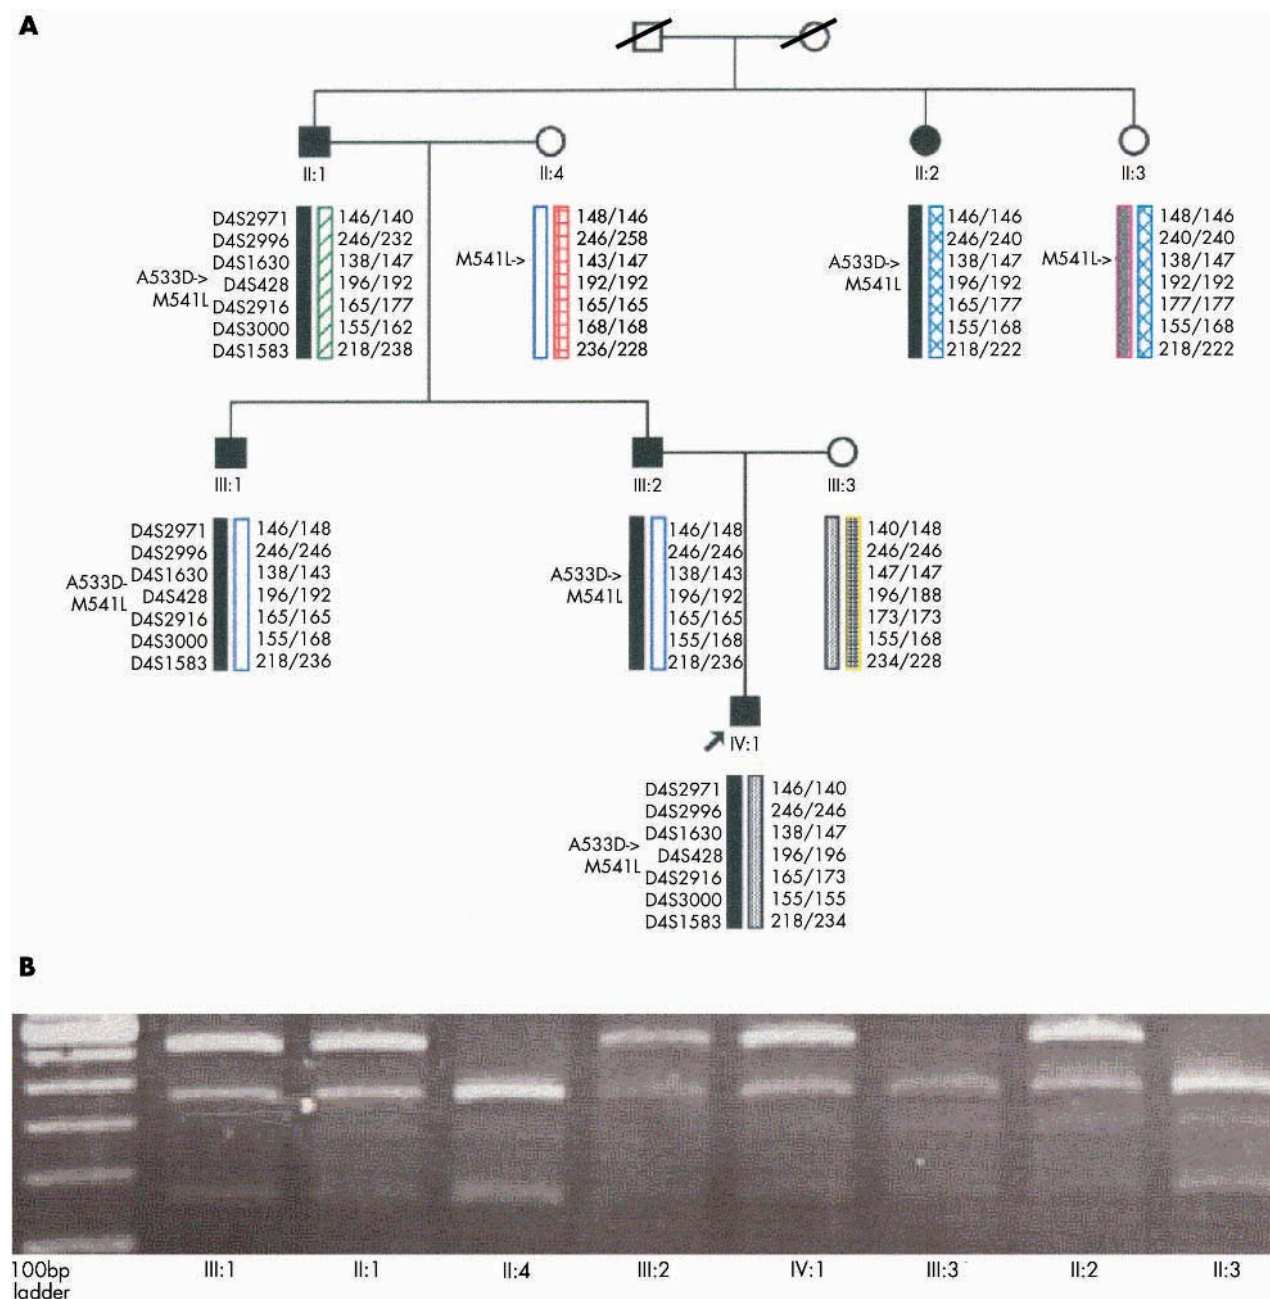 A
II:1
II:4
II:2
II:3
D4S2971
D4S2996
D4S1630
D4S428
D4S2916
D4S3000
D4S1583
A533D->
M541L
146/140
246/232
138/147
196/192
165/177
155/162
218/238
M541L->
148/146
246/258
143/147
192/192
165/165
168/168
236/228
A533D->
M541L
146/146
246/240
138/147
196/192
165/177
155/168
218/222
M541L->
148/146
240/240
138/147
192/192
177/177
155/168
218/222
III:1
III:2
III:3
D4S2971
D4S2996
D4S1630
D4S428
D4S2916
D4S3000
D4S1583
A533D-
M541L
146/148
246/246
138/143
196/192
165/165
155/168
218/236
A533D->
M541L
146/148
246/246
138/143
196/192
165/165
155/168
218/236
140/148
246/246
147/147
196/188
173/173
155/168
234/228
IV:1
D4S2971
D4S2996
D4S1630
D4S428
D4S2916
D4S3000
D4S1583
A533D->
M541L
146/140
246/246
138/147
196/196
165/173
155/155
218/234
B
100bp
ladder
III:1
II:1
II:4
III:2
IV:1
III:3
II:2
II:3